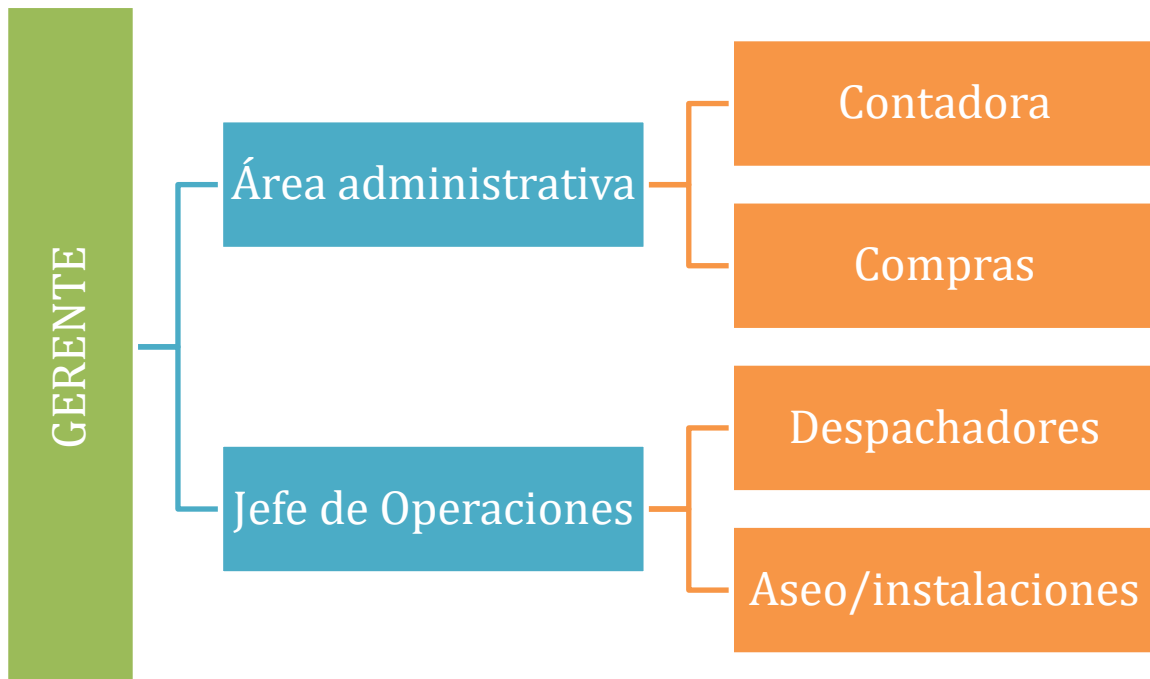 GERENTE
Área administrativa
Contadora
Compras
Jefe de Operaciones
Despachadores
Aseo/instalaciones